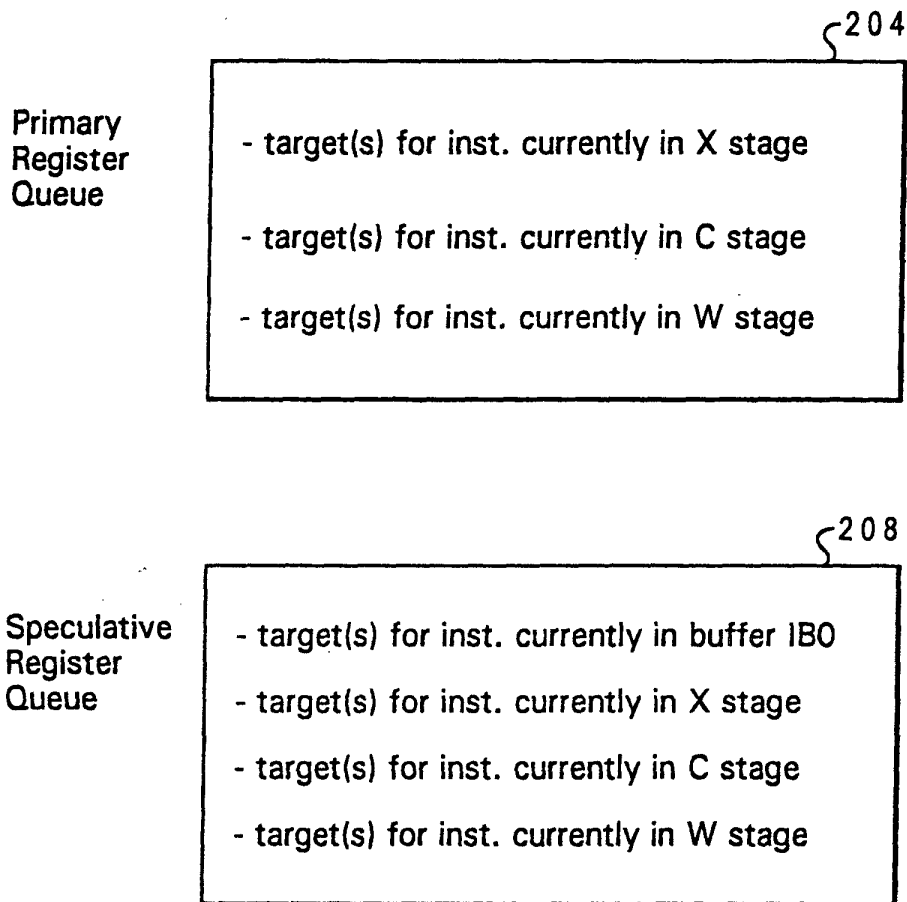 204
Primary
Register
Queue
- target(s) for inst. currently in X stage
- target(s) for inst. currently in C stage
- target(s) for inst. currently in W stage
208
Speculative
Register
Queue
- target(s) for inst. currently in buffer IB0
- target(s) for inst. currently in X stage
- target(s) for inst. currently in C stage
- target(s) for inst. currently in W stage